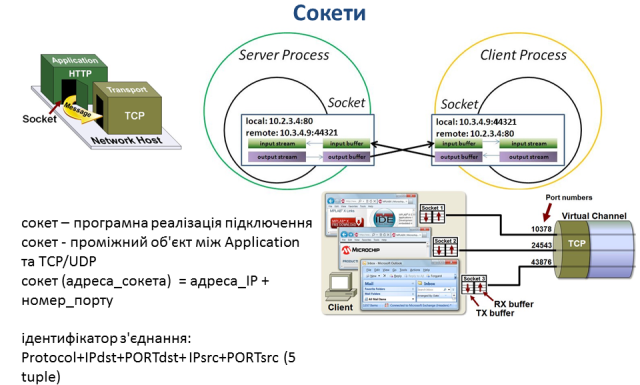 Сокети
Application
HTTP
Transport
TCP
Message
Socket
Network Host
Server Process
Socket
local: 10.2.3.4:80
remote: 10.3.4.9:44321
input stream
input buffer
output stream
output buffer
Client Process
Socket
local: 10.3.4.9:44321
remote: 10.2.3.4:80
input buffer
input stream
output buffer
output stream
сокет – програмна реалізація підключення
сокет - проміжний об'єкт між Application
та TCP/UDP
сокет (адреса_сокета) = адреса_IP +
номер_порту
ідентифікатор з'єднання:
Protocol+IPdst+PORTdst+IPsrc+PORTsrc (5
tuple)
Port numbers
Virtual Channel
Socket 1
10378
TCP
Socket 2
24543
MICROCHIP
43876
Socket 3
Inbox
RX buffer
TX buffer
Client